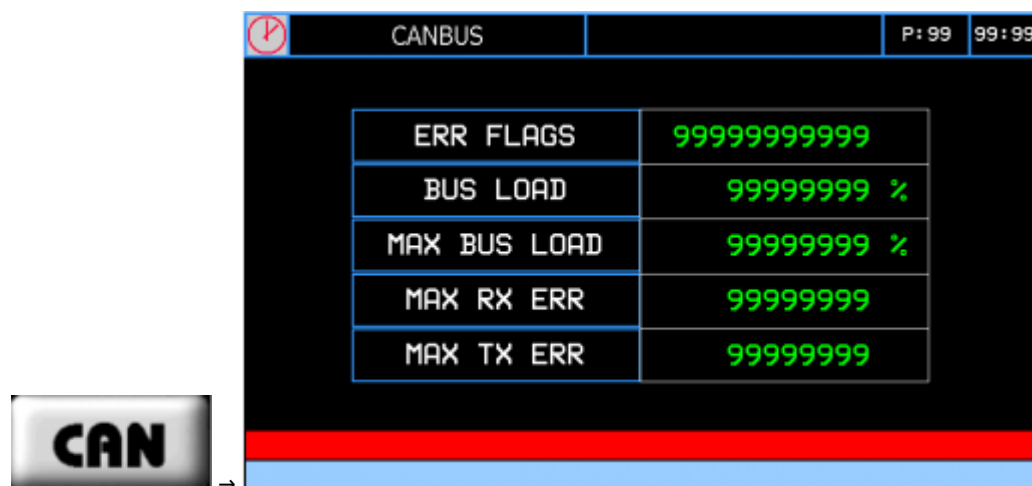 CANBUS P:99 99:99
ERR FLAGS 99999999999
BUS LOAD 99999999 %
MAX BUS LOAD 99999999 %
MAX RX ERR 99999999
MAX TX ERR 99999999
CAN